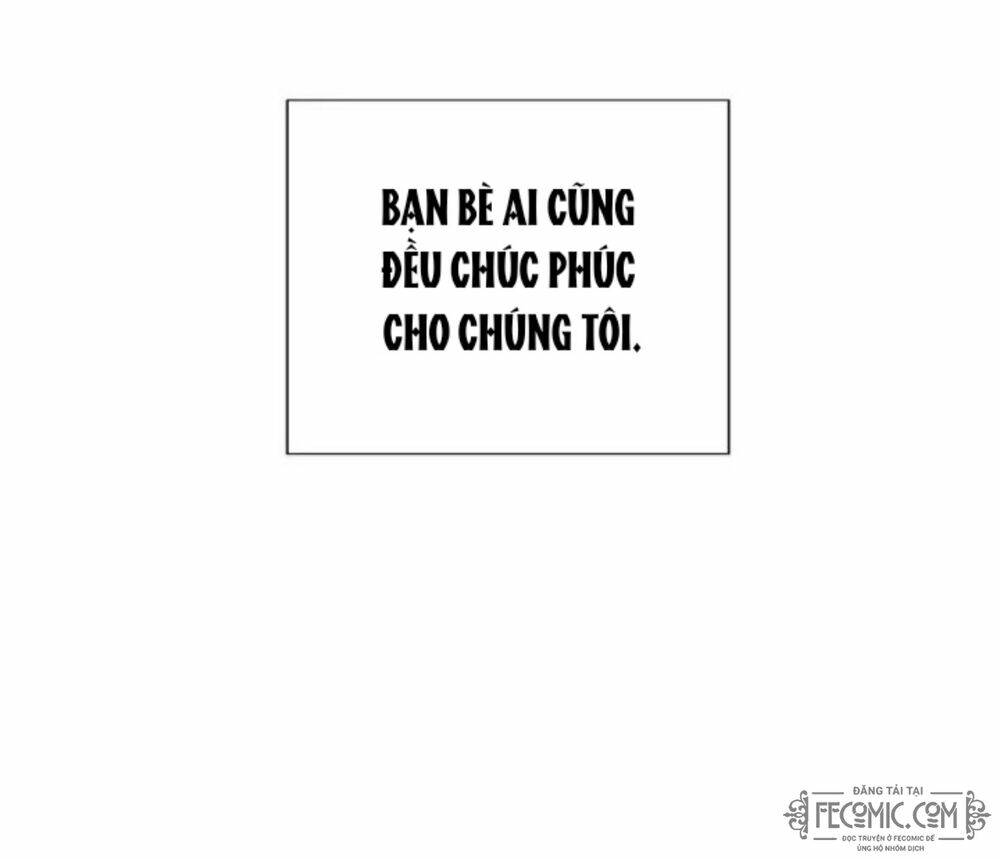 BẠN BÈ AI CŨNG
ĐỀU CHÚC PHÚC
CHO CHÚNG TÔI.
ĐĂNG TẢI TẠI
FECOMIC.COM
ĐỌC TRUYỆN Ở FECOMIC ĐỂ
ỦNG HỘ NHÓM DỊCH